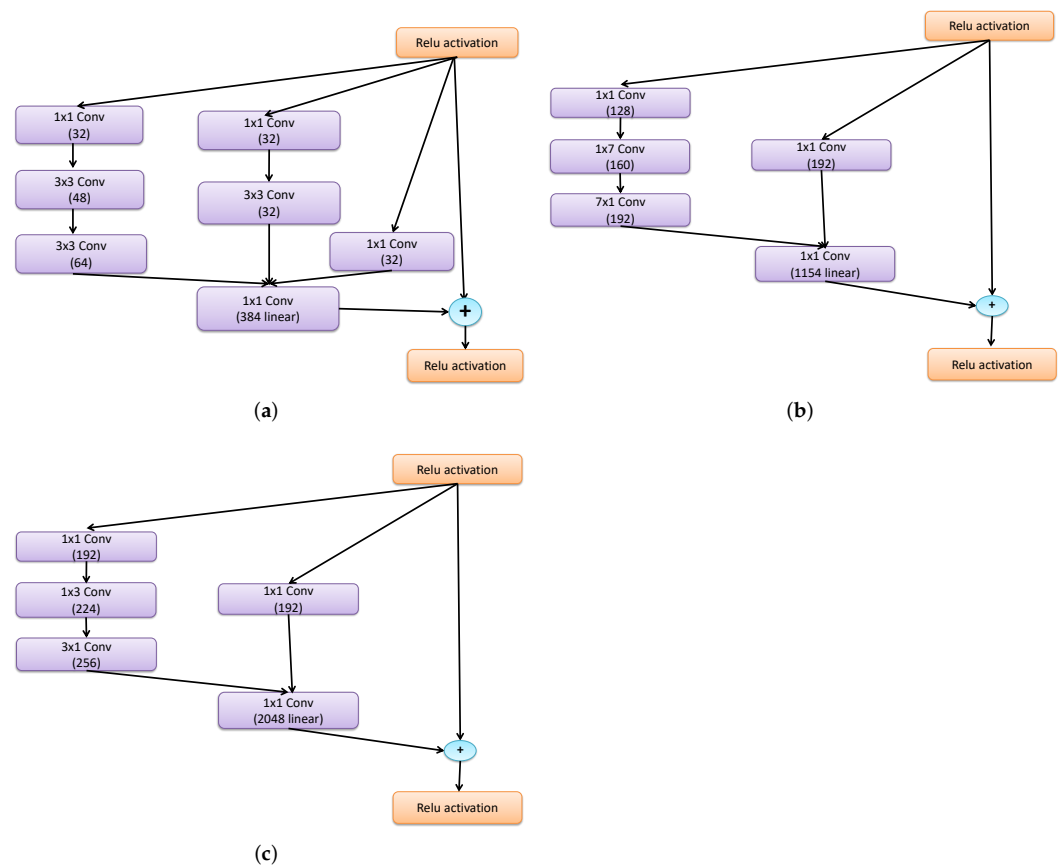 Relu activation
1x1 Conv
(32)
3x3 Conv
(48)
3x3 Conv
(64)
1x1 Conv
(32)
3x3 Conv
(32)
1x1 Conv
(32)
1x1 Conv
(384 linear)
+
Relu activation
(a)
Relu activation
1x1 Conv
(128)
1x7 Conv
(160)
7x1 Conv
(192)
1x1 Conv
(192)
1x1 Conv
(1154 linear)
+
Relu activation
(b)
Relu activation
1x1 Conv
(192)
1x3 Conv
(224)
3x1 Conv
(256)
1x1 Conv
(192)
1x1 Conv
(2048 linear)
+
Relu activation
(c)